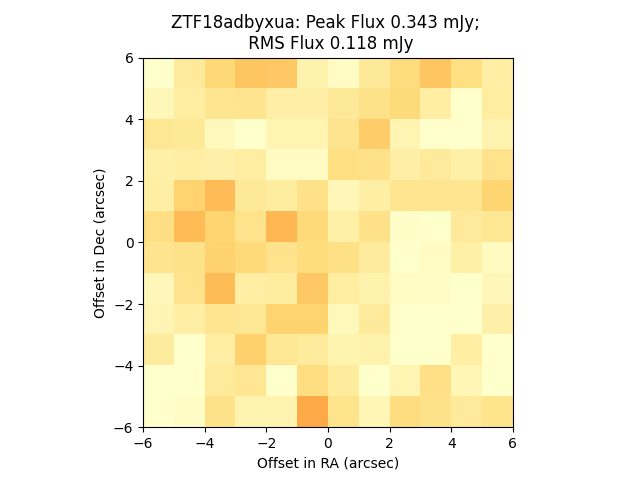 ZTF18adbyxua: Peak Flux 0.343 mJy;
RMS Flux 0.118 mJy
6
4
2
0
−2
−4
−6
Offset in Dec (arcsec)
−6 −4 −2 0 2 4 6
Offset in RA (arcsec)